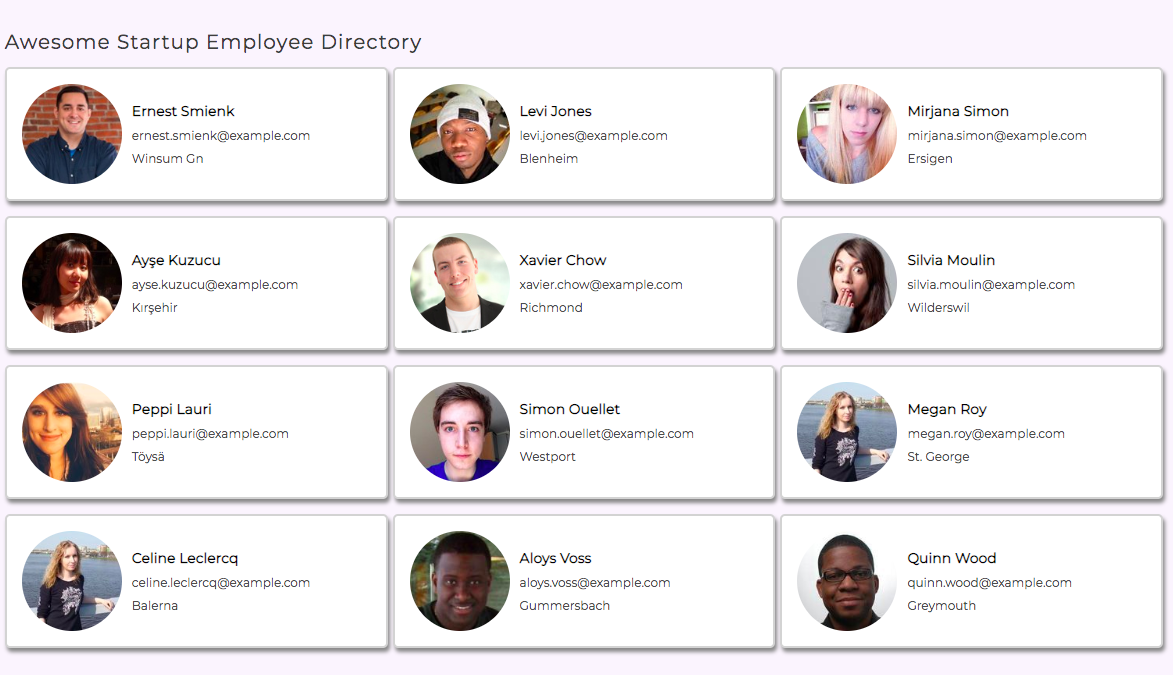 Awesome Startup Employee Directory
Ernest Smienk
ernest.smienk@example.com
Winsum Gn
Levi Jones
levi.jones@example.com
Blenheim
Mirjana Simon
mirjana.simon@example.com
Ersigen
Ayşe Kuzucu
ayse.kuzucu@example.com
Kırşehir
Xavier Chow
xavier.chow@example.com
Richmond
Silvia Moulin
silvia.moulin@example.com
Wilderswil
Peppi Lauri
peppi.lauri@example.com
Töysä
Simon Ouellet
simon.ouellet@example.com
Westport
Megan Roy
megan.roy@example.com
St. George
Celine Leclercq
celine.leclercq@example.com
Balerna
Aloys Voss
aloys.voss@example.com
Gummersbach
Quinn Wood
quinn.wood@example.com
Greymouth